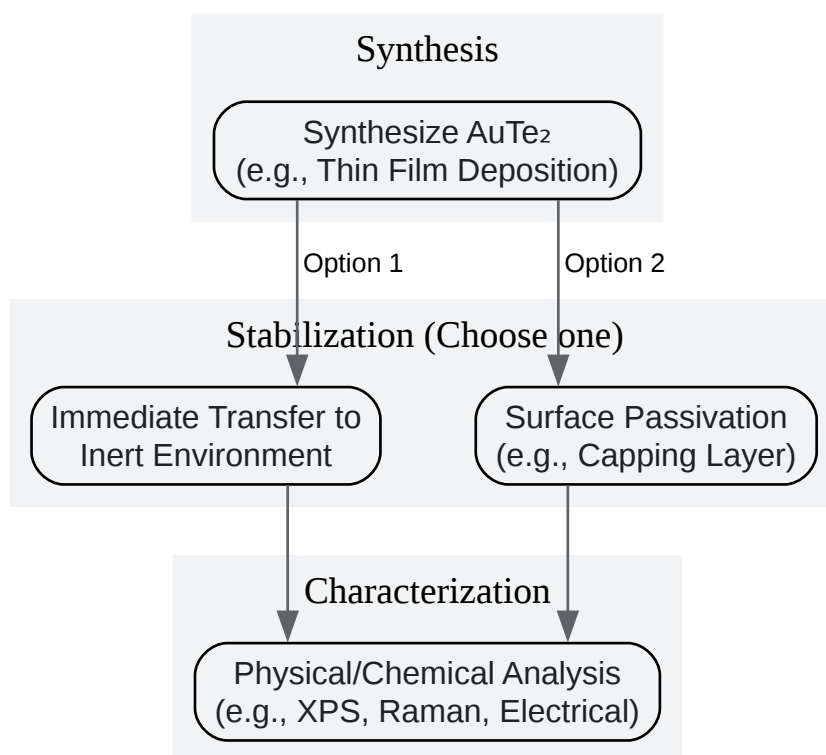 Synthesis
Synthesize AuTe₂
(e.g., Thin Film Deposition)
Option 1
Option 2
Stabilization (Choose one)
Immediate Transfer to
Inert Environment
Surface Passivation
(e.g., Capping Layer)
Characterization
Physical/Chemical Analysis
(e.g., XPS, Raman, Electrical)